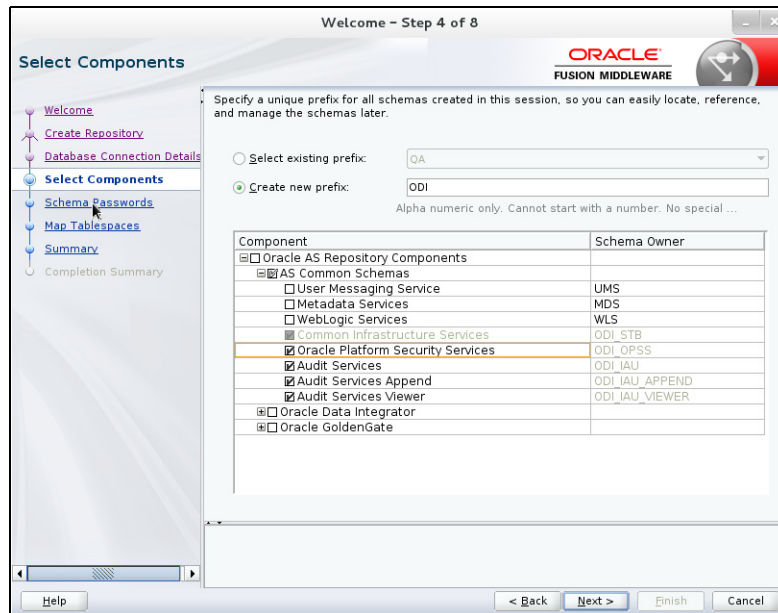 Welcome – Step 4 of 8
Select Components
ORACLE
FUSION MIDDLEWARE
Welcome
Create Repository
Database Connection Details
Select Components
Schema Passwords
Map Tablespaces
Summary
Completion Summary
Specify a unique prefix for all schemas created in this session, so you can easily locate, reference,
and manage the schemas later.
Select existing prefix: QA
Create new prefix: ODI
Alpha numeric only. Cannot start with a number. No special ...
Component Schema Owner
Oracle AS Repository Components
AS Common Schemas
User Messaging Service UMS
Metadata Services MDS
WebLogic Services WLS
Common Infrastructure Services ODI_STB
Oracle Platform Security Services ODI_OPSS
Audit Services ODI_IAU
Audit Services Append ODI_IAU_APPEND
Audit Services Viewer ODI_IAU_VIEWER
Oracle Data Integrator
Oracle GoldenGate
Help
< Back
Next >
Finish
Cancel